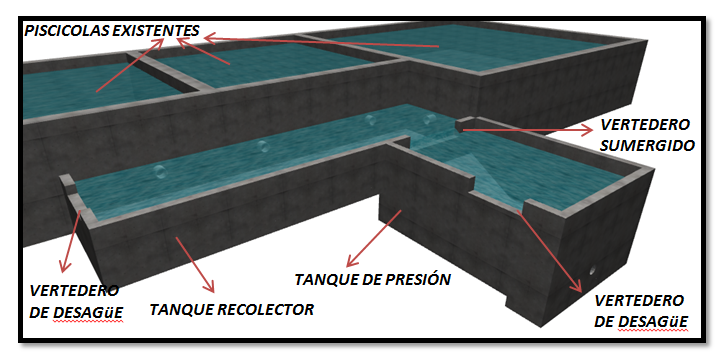 PISCICOLAS EXISTENTES
VERTEDERO
SUMERGIDO
TANQUE DE PRESIÓN
VERTEDERO
DE DESAGüE
TANQUE RECOLECTOR
VERTEDERO
DE DESAGüE